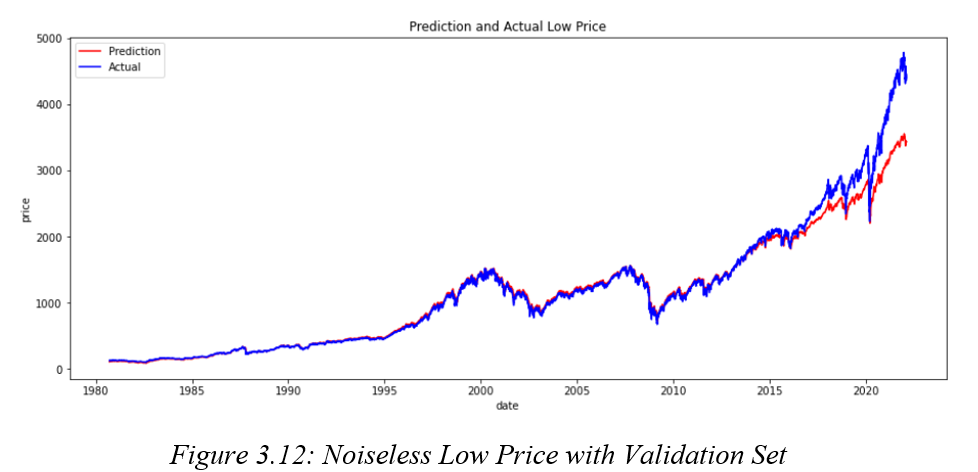 Prediction and Actual Low Price
Prediction
Actual
5000
4000
3000
2000
1000
0
price
1980 1985 1990 1995 2000 2005 2010 2015 2020
date
Figure 3.12: Noiseless Low Price with Validation Set